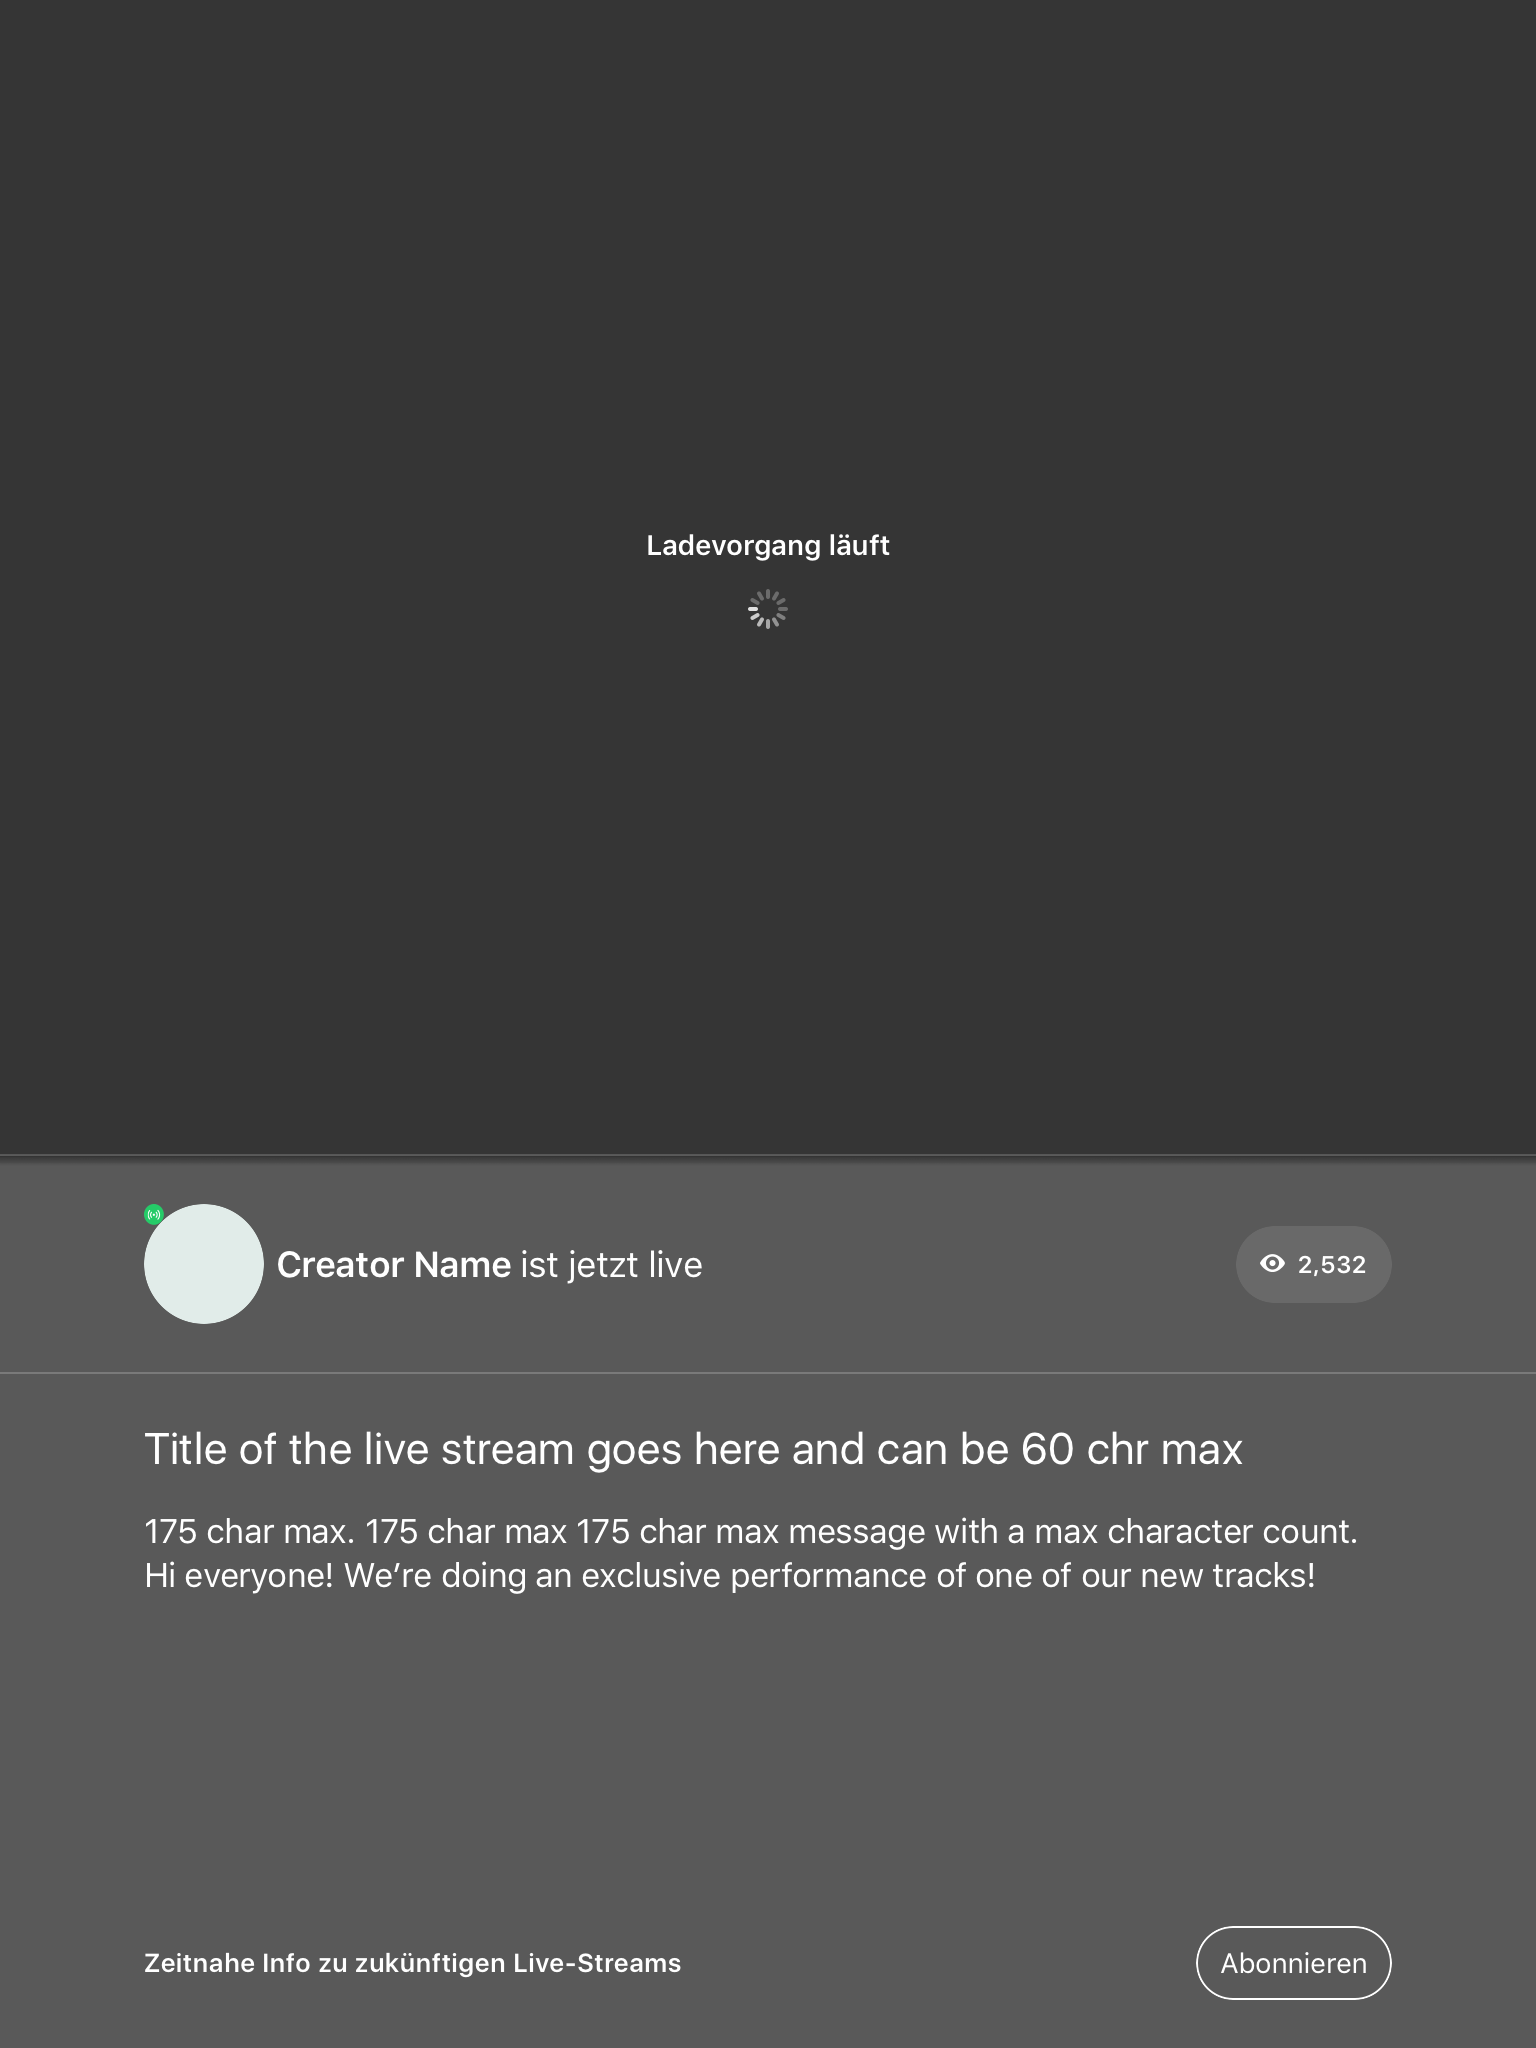 Ladevorgang läuft
Creator Name ist jetzt live
2,532
Title of the live stream goes here and can be 60 chr max
175 char max. 175 char max 175 char max message with a max character count.
Hi everyone! We’re doing an exclusive performance of one of our new tracks!
Zeitnahe Info zu zukünftigen Live-Streams
Abonnieren